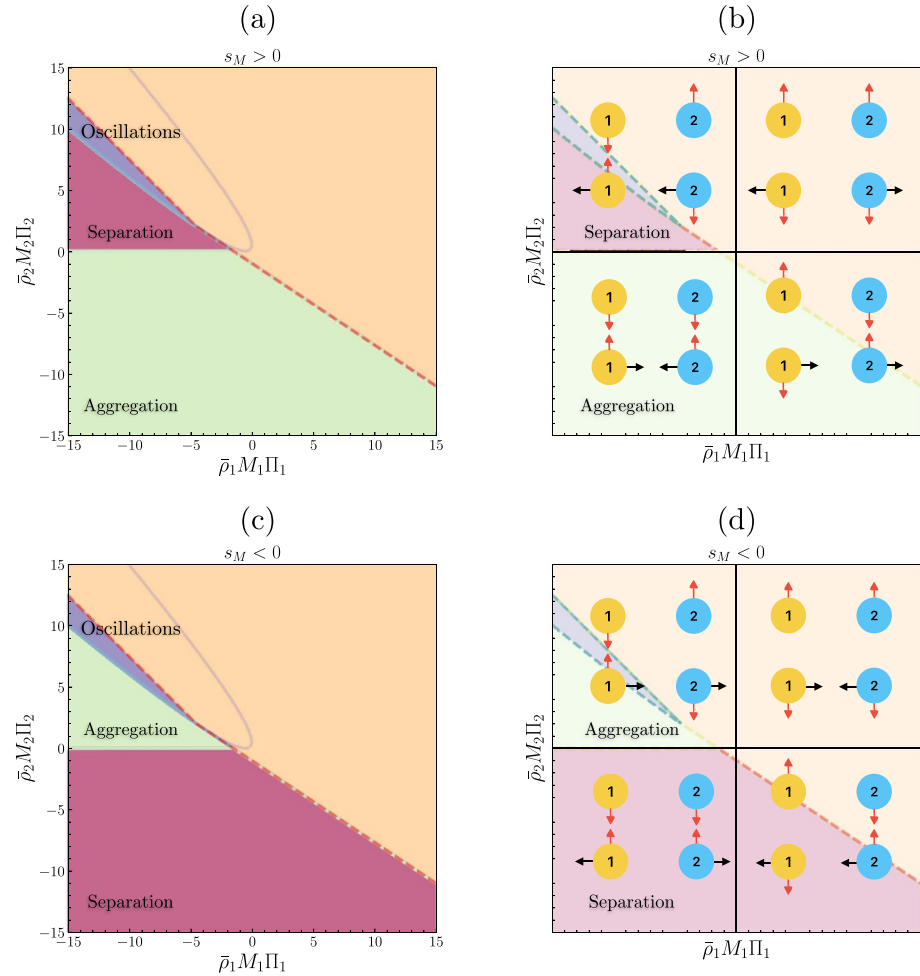 (a)
s_M > 0
15
10
5
0
−5
−10
−15
−15 −10 −5 0 5 10 15
ρ̄₂M₂Π₂
ρ̄₁M₁Π₁
Oscillations
Separation
Aggregation
(b)
s_M > 0
ρ̄₂M₂Π₂
ρ̄₁M₁Π₁
1 2 1 2
1 2 1 2
Separation
1 2 1 2
1 2 1 2
Aggregation
(c)
s_M < 0
15
10
5
0
−5
−10
−15
−15 −10 −5 0 5 10 15
ρ̄₂M₂Π₂
ρ̄₁M₁Π₁
Oscillations
Aggregation
Separation
(d)
s_M < 0
ρ̄₂M₂Π₂
ρ̄₁M₁Π₁
1 2 1 2
1 2 1 2
Aggregation
1 2 1 2
1 2 1 2
Separation